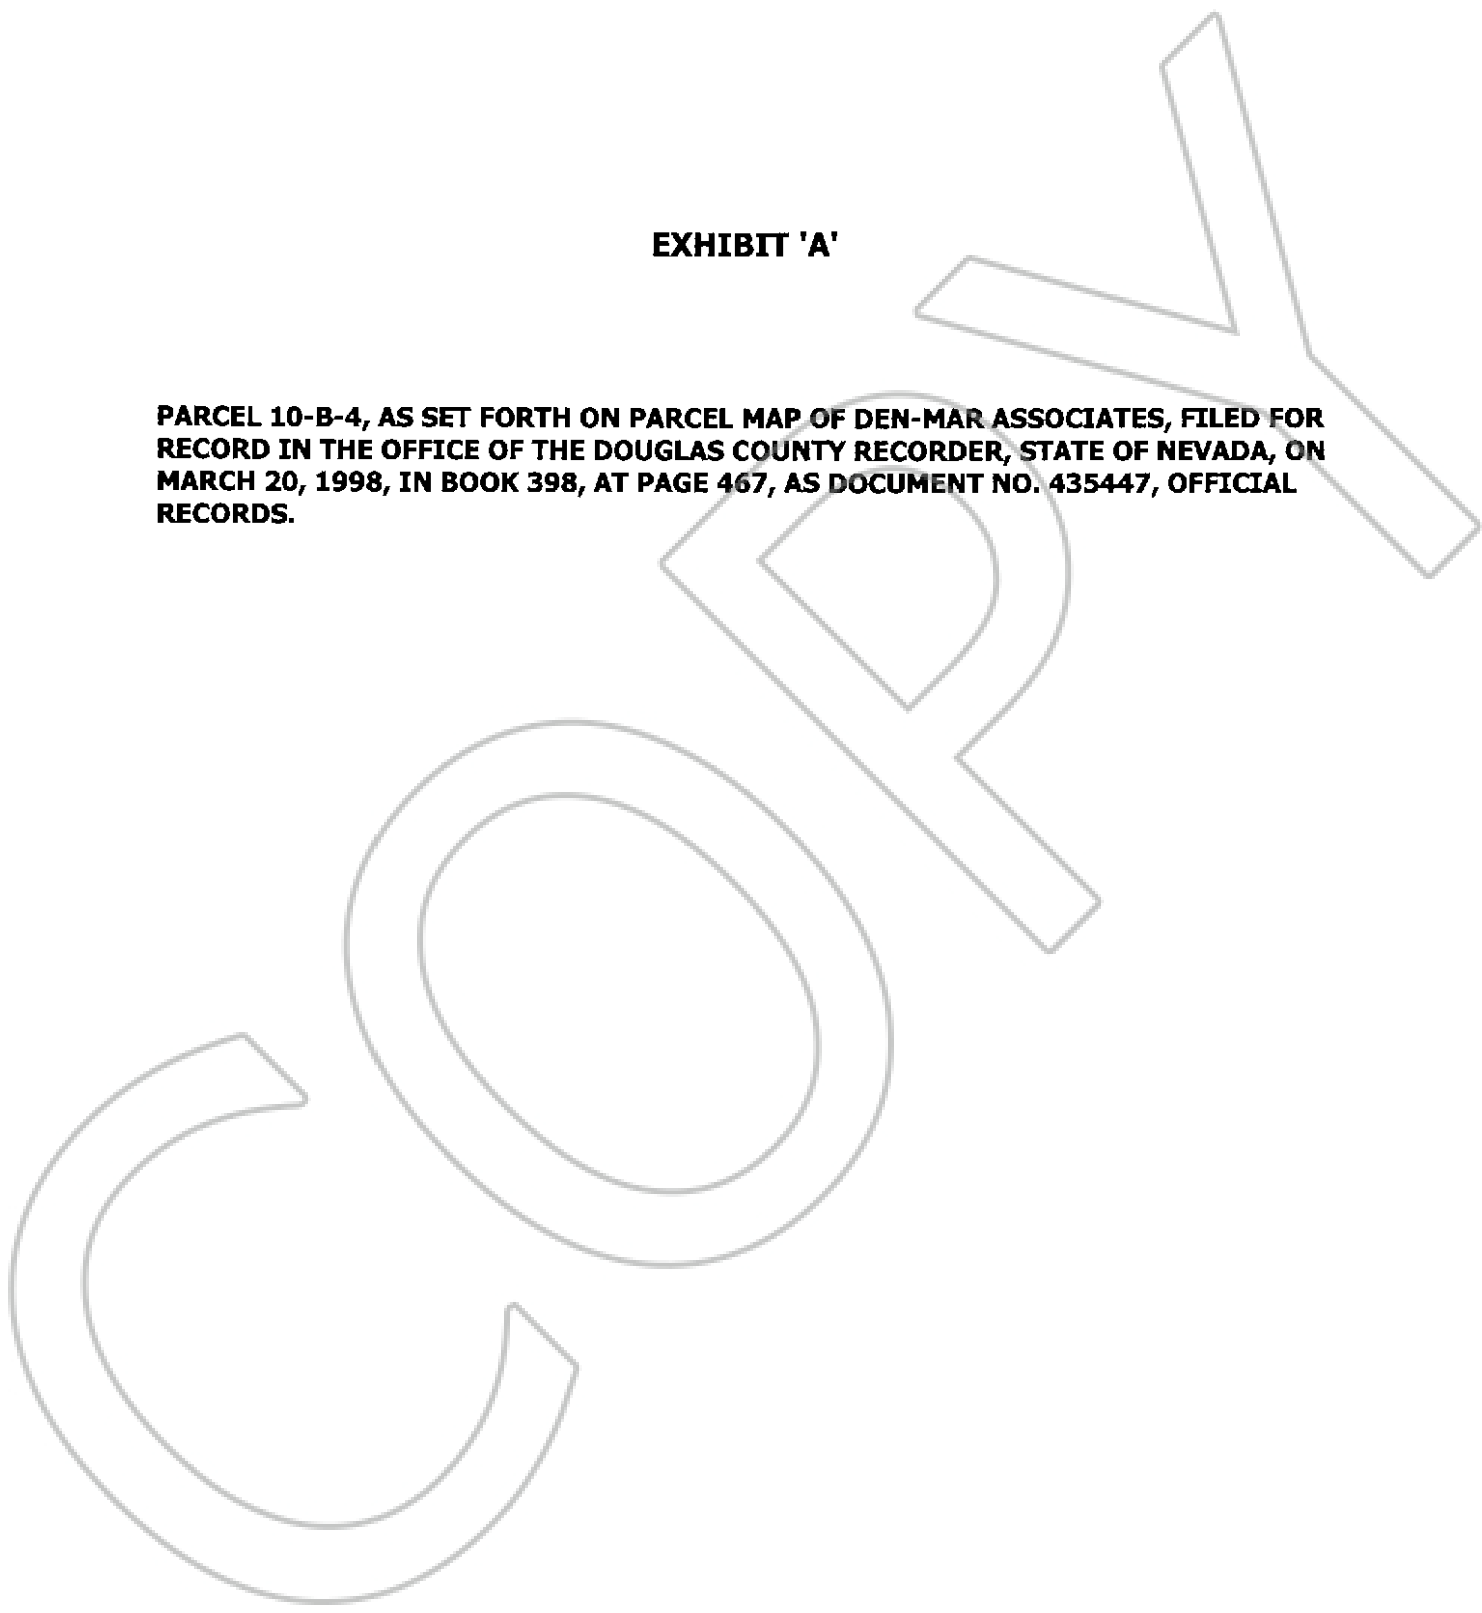 EXHIBIT 'A'
PARCEL 10-B-4, AS SET FORTH ON PARCEL MAP OF DEN-MAR ASSOCIATES, FILED FOR
RECORD IN THE OFFICE OF THE DOUGLAS COUNTY RECORDER, STATE OF NEVADA, ON
MARCH 20, 1998, IN BOOK 398, AT PAGE 467, AS DOCUMENT NO. 435447, OFFICIAL
RECORDS.
COPY